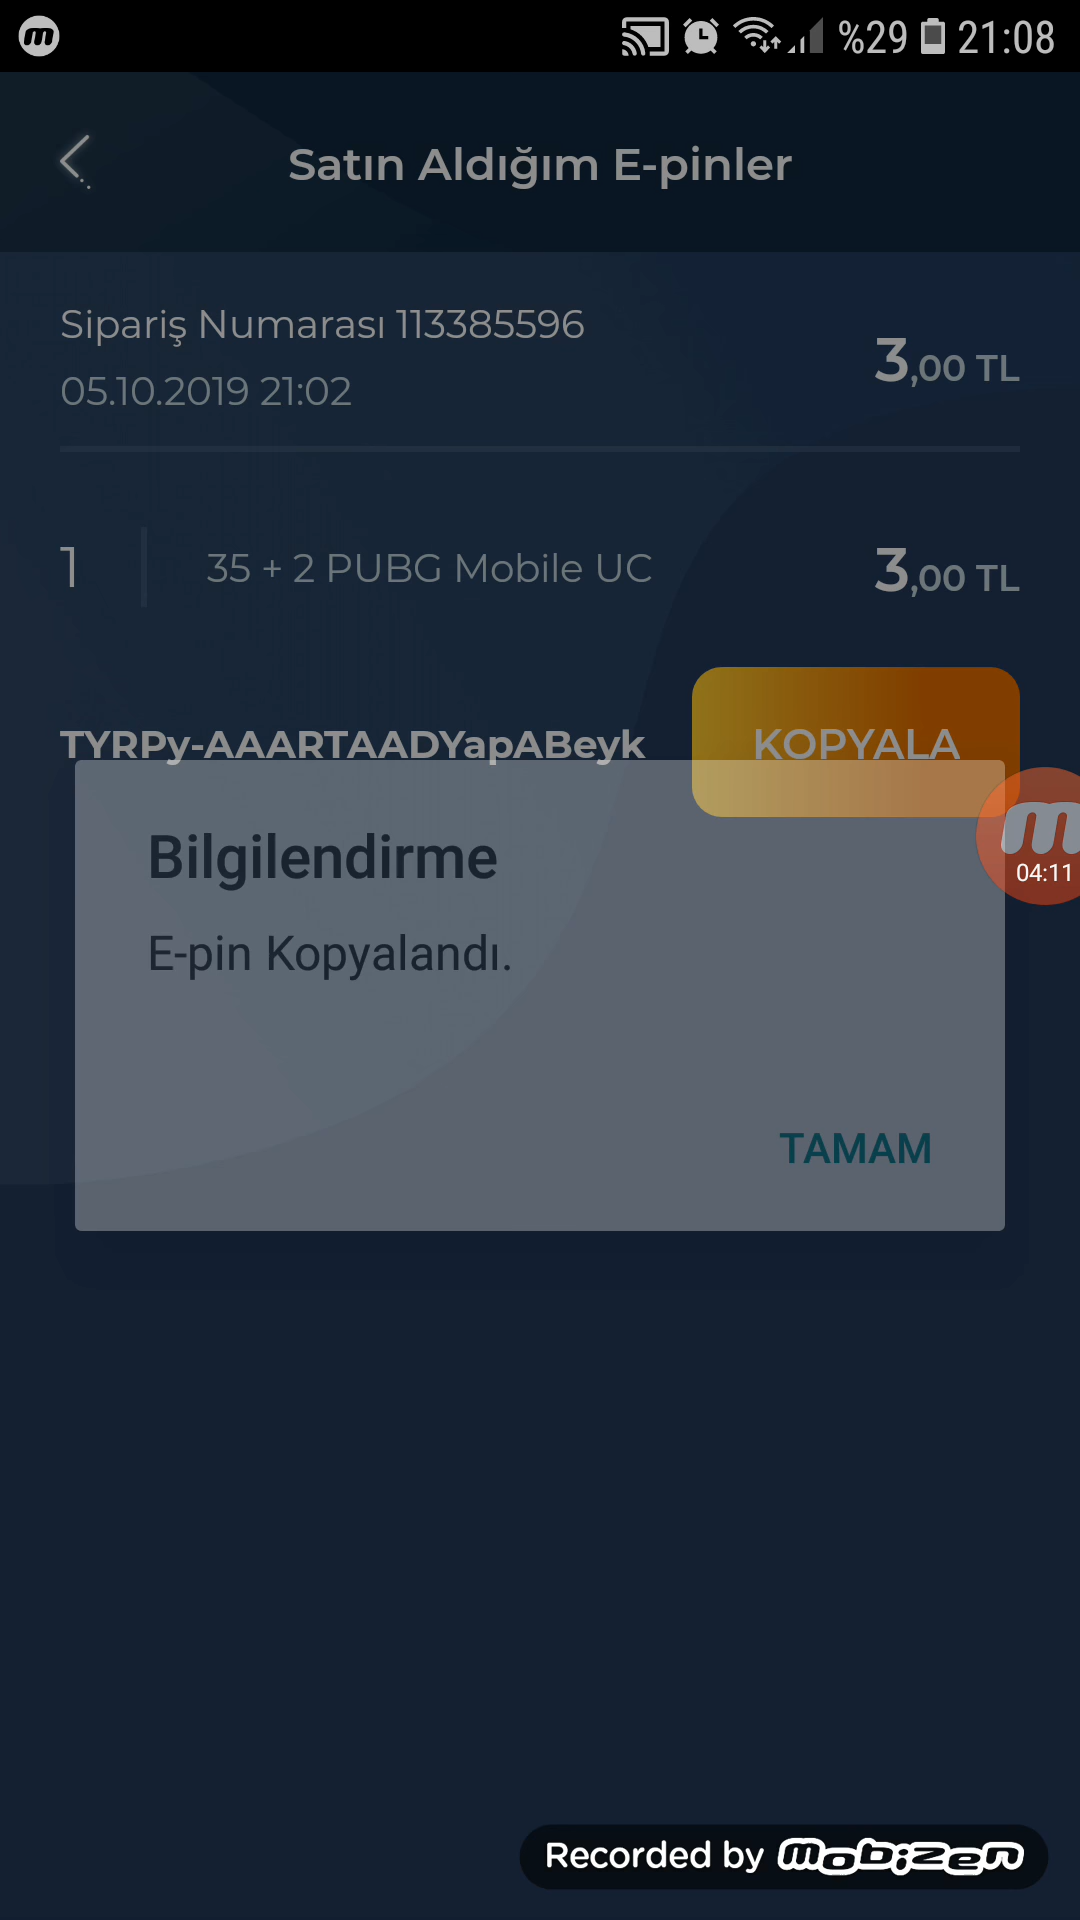 %29 21:08
Satın Aldığım E-pinler
Sipariş Numarası 113385596
05.10.2019 21:02
3,00 TL
1
35 + 2 PUBG Mobile UC
3,00 TL
TYRPy-AAARTAADYapABeyk
KOPYALA
Bilgilendirme
04:11
E-pin Kopyalandı.
TAMAM
Recorded by mobizen